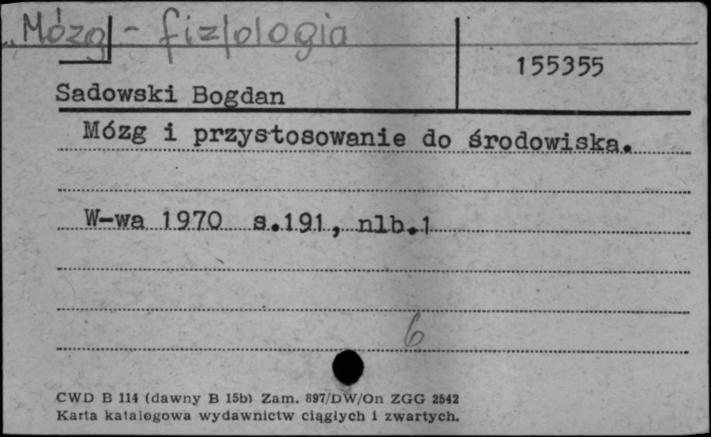 Mózg - fizjologia
155355
Sadowski Bogdan
Mózg i przystosowanie do środowiska.
W-wa 1970 s.191, nlb.1
6
CWD B 114 (dawny B 15b) Zam. 897/DW/On ZGG 2542
Karta katalogowa wydawnictw ciągłych i zwartych.